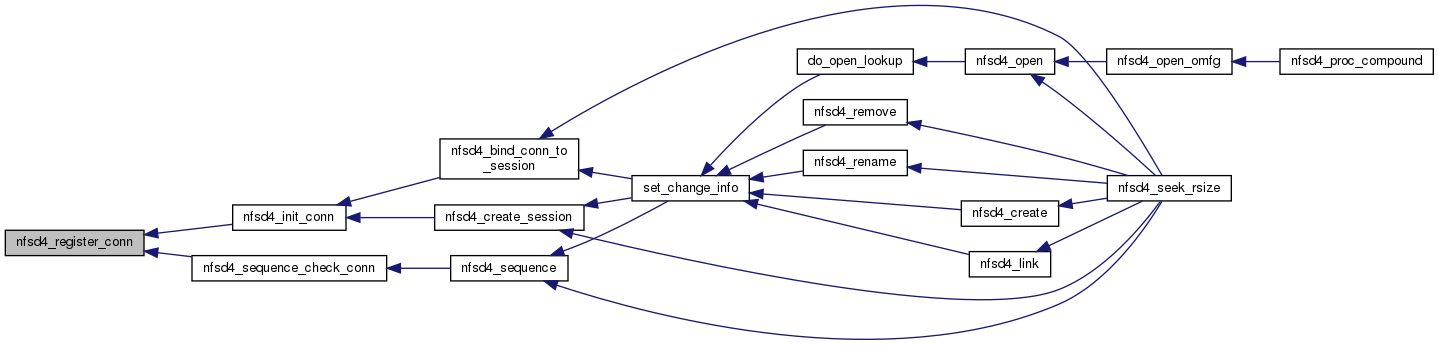 nfsd4_register_conn
nfsd4_init_conn
nfsd4_sequence_check_conn
nfsd4_bind_conn_to
_session
nfsd4_create_session
nfsd4_sequence
set_change_info
do_open_lookup
nfsd4_remove
nfsd4_rename
nfsd4_create
nfsd4_link
nfsd4_open
nfsd4_open_omfg
nfsd4_seek_rsize
nfsd4_proc_compound